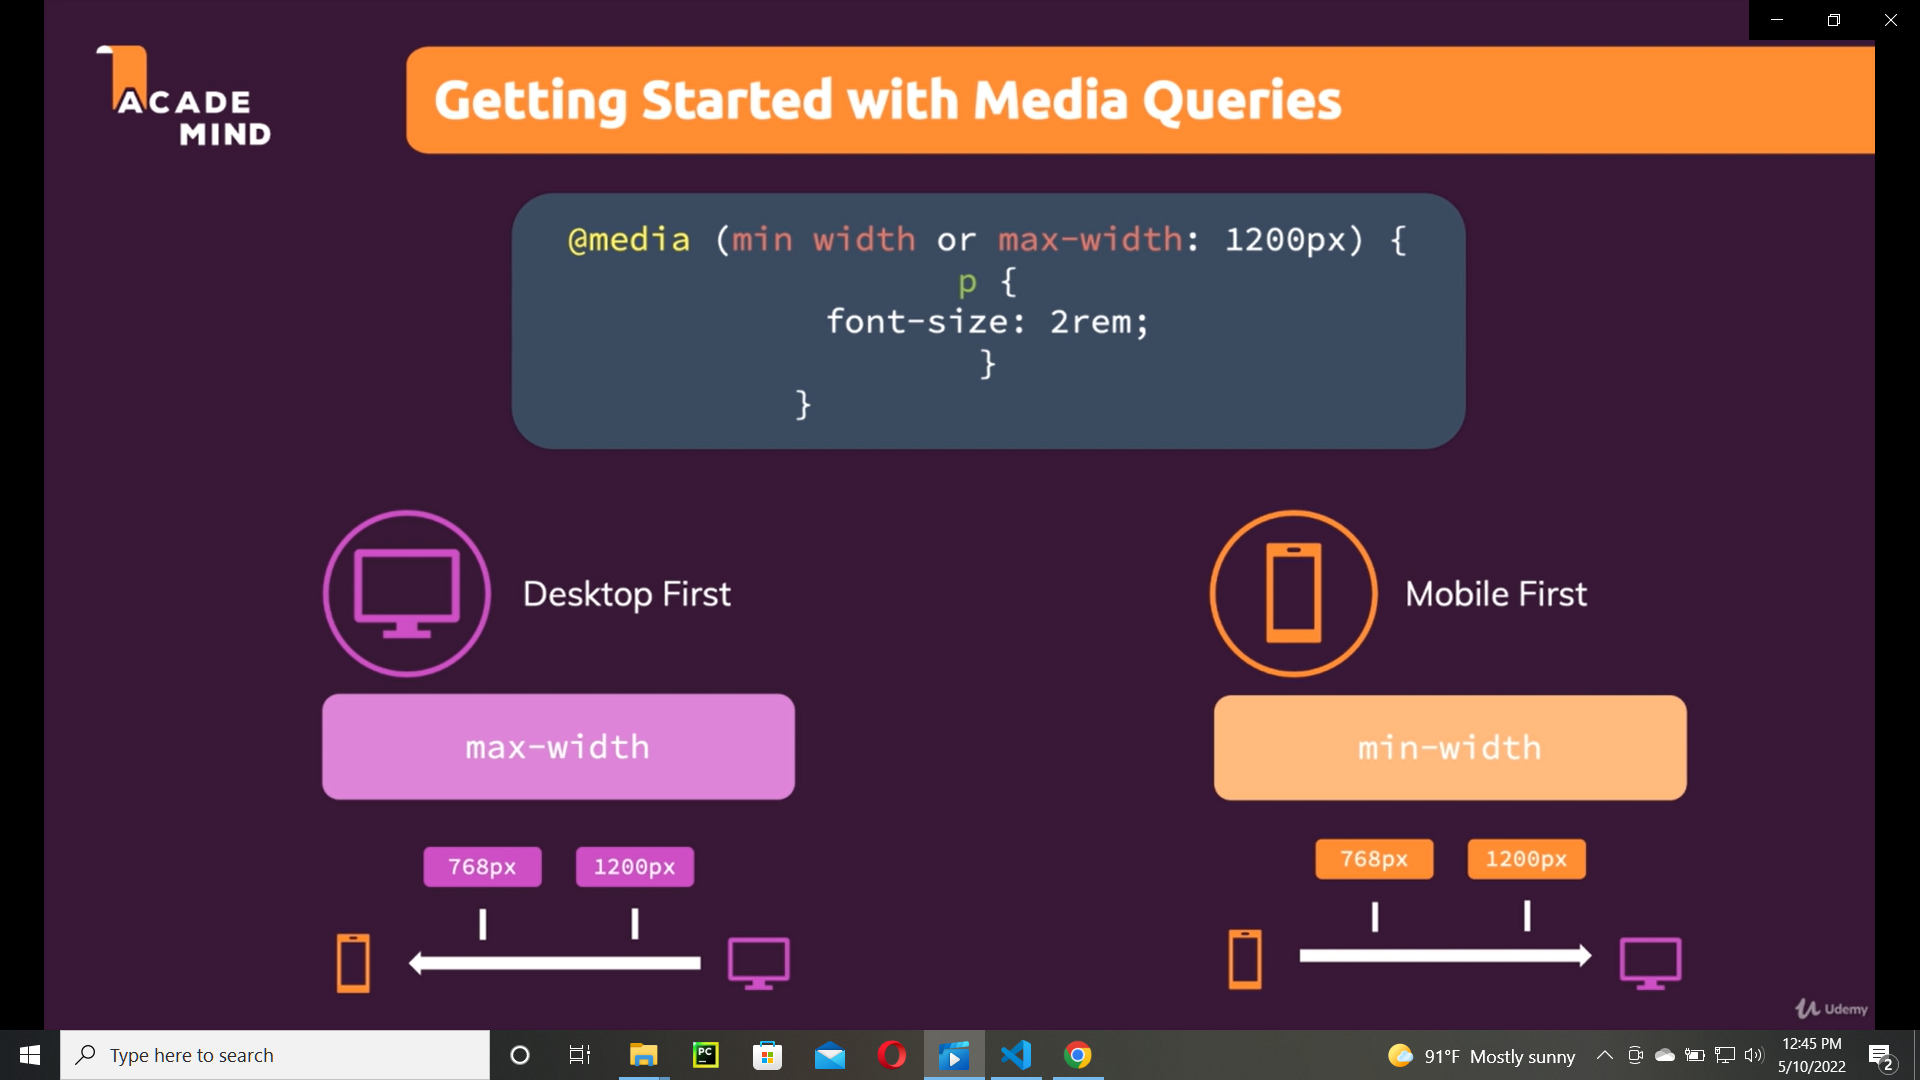 ACADE
MIND
Getting Started with Media Queries
@media (min width or max-width: 1200px) {
p {
font-size: 2rem;
}
}
Desktop First
Mobile First
max-width
min-width
768px
1200px
768px
1200px
Udemy
PC
Type here to search
91°F Mostly sunny
12:45 PM
5/10/2022
2